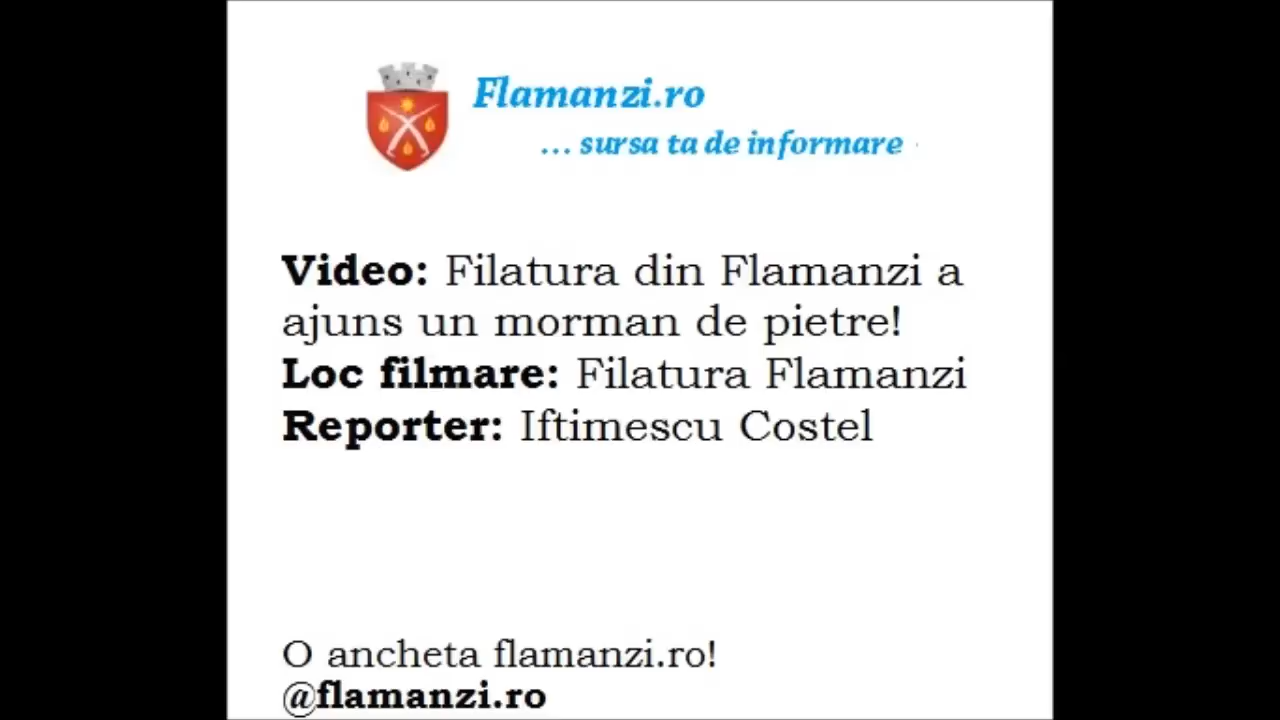 Flamanzi.ro
... sursa ta de informare
Video: Filatura din Flamanzi a
ajuns un morman de pietre!
Loc filmare: Filatura Flamanzi
Reporter: Iftimescu Costel
O ancheta flamanzi.ro!
@flamanzi.ro